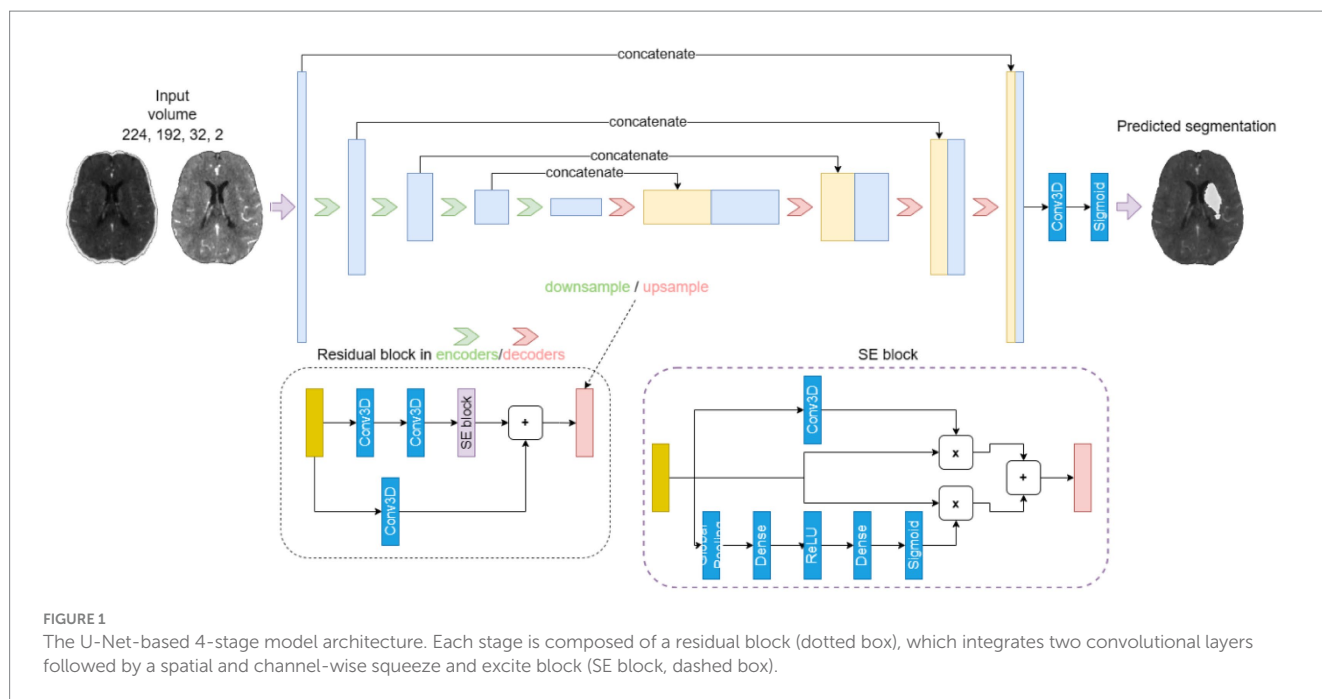 concatenate
Input
volume
224, 192, 32, 2
concatenate
Predicted segmentation
concatenate
concatenate
Conv3D
Sigmoid
downsample / upsample
Residual block in encoders/decoders
SE block
Conv3D
Conv3D
SE block
+
Conv3D
Conv3D
x
x
+
Dense
ReLU
Dense
Sigmoid
FIGURE 1
The U-Net-based 4-stage model architecture. Each stage is composed of a residual block (dotted box), which integrates two convolutional layers
followed by a spatial and channel-wise squeeze and excite block (SE block, dashed box).